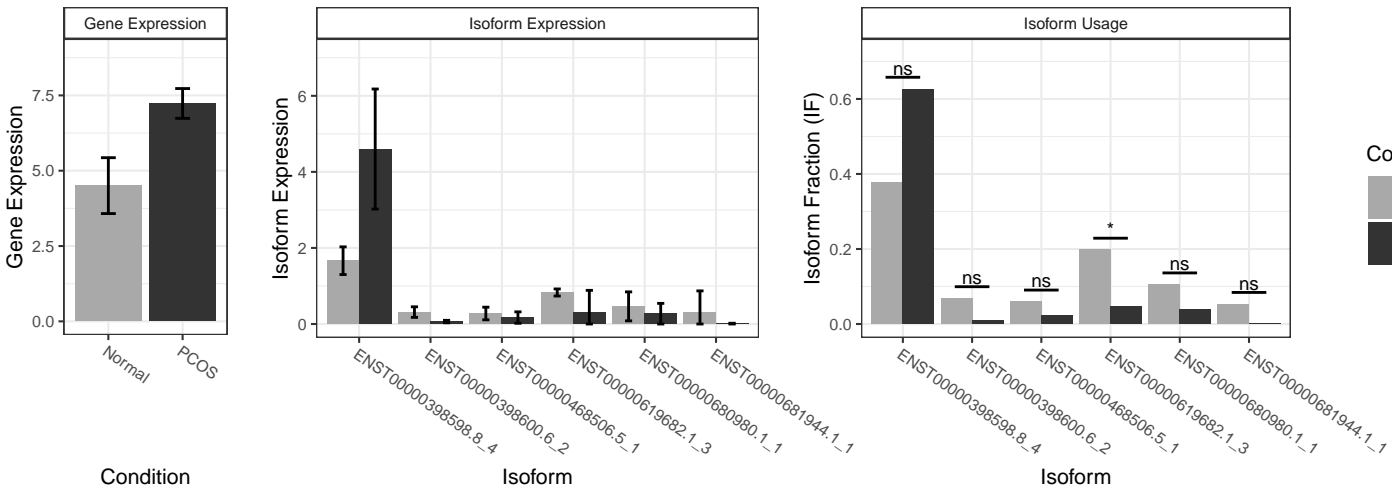 Gene Expression
Isoform Expression
Isoform Usage
Gene Expression
7.5
5.0
2.5
0.0
Normal
PCOS
Condition
Isoform Expression
6
4
2
0
ENST00000398598.8_4
ENST00000398600.6_2
ENST00000468506.5_1
ENST00000619682.1_3
ENST00000680980.1_1
ENST00000681944.1_1
Isoform
Isoform Fraction (IF)
0.6
0.4
0.2
0.0
ns
ns
ns
*
ns
ns
ENST00000398598.8_4
ENST00000398600.6_2
ENST00000468506.5_1
ENST00000619682.1_3
ENST00000680980.1_1
ENST00000681944.1_1
Isoform
Co